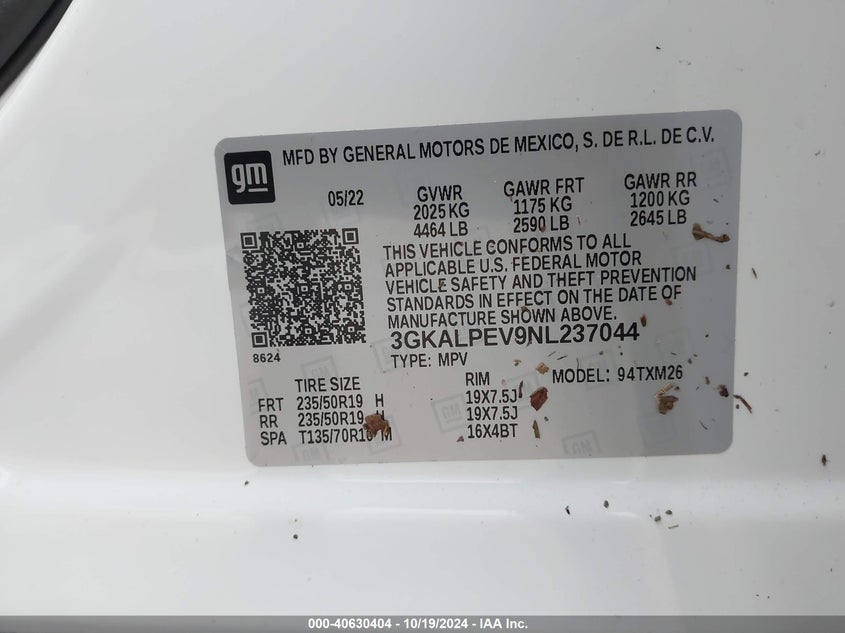 gm
MFD BY GENERAL MOTORS DE MEXICO, S. DE R.L. DE C.V.
05/22 GVWR GAWR FRT GAWR RR
2025 KG 1175 KG 1200 KG
4464 LB 2590 LB 2645 LB
THIS VEHICLE CONFORMS TO ALL
APPLICABLE U.S. FEDERAL MOTOR
VEHICLE SAFETY AND THEFT PREVENTION
STANDARDS IN EFFECT ON THE DATE OF
MANUFACTURE SHOWN ABOVE.
3GKALPEV9NL237044
8624
TYPE: MPV MODEL: 94TXM26
TIRE SIZE RIM
FRT 235/50R19 H 19X7.5J
RR 235/50R19 H 19X7.5J
SPA T135/70R16 M 16X4BT
000-40630404 - 10/19/2024 - IAA Inc.